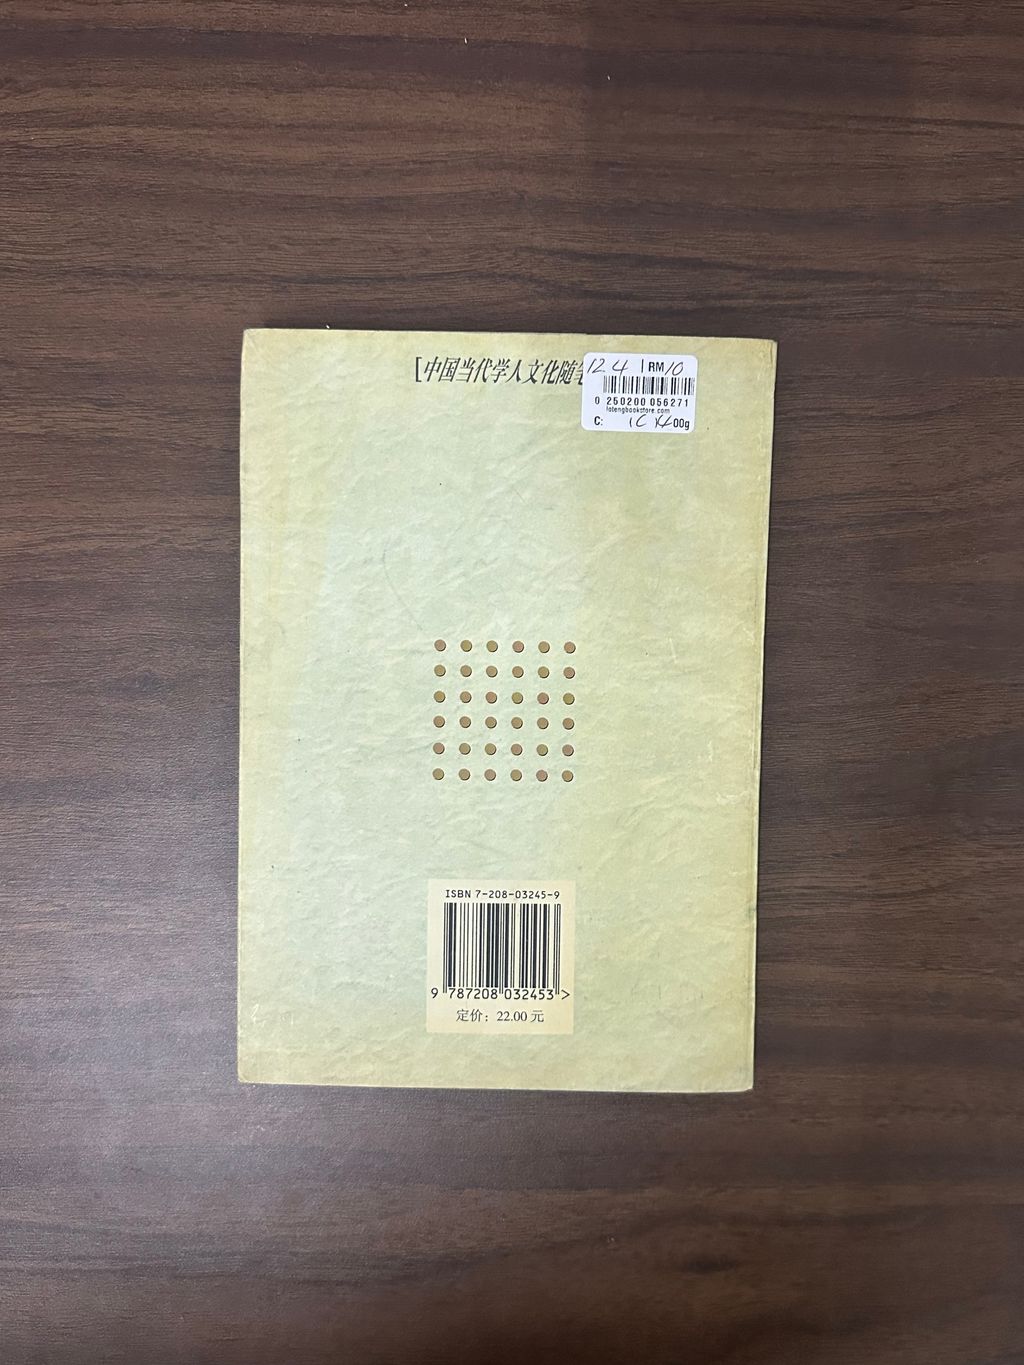 [中国当代学人文化随笔
12 4 | RM10
0 250200 056271
fotengbookstore.com
C: 00g
ISBN 7-208-03245-9
9 787208 032453 >
定价：22.00 元